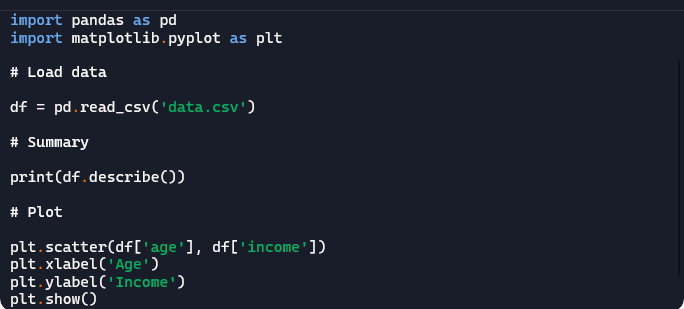 import pandas as pd
import matplotlib.pyplot as plt
# Load data
df = pd.read_csv('data.csv')
# Summary
print(df.describe())
# Plot
plt.scatter(df['age'], df['income'])
plt.xlabel('Age')
plt.ylabel('Income')
plt.show()